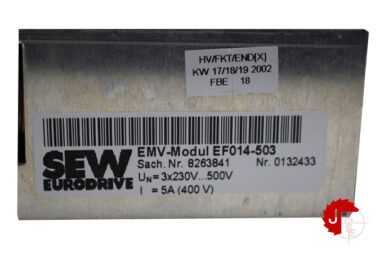 HV/FKT/END[X]
KW 17/18/19 2002
FBE 18
SEW
EURODRIVE
EMV-Modul EF014-503
Sach. Nr. 8263841 Nr. 0132433
UN= 3x230V...500V
I = 5A (400 V)